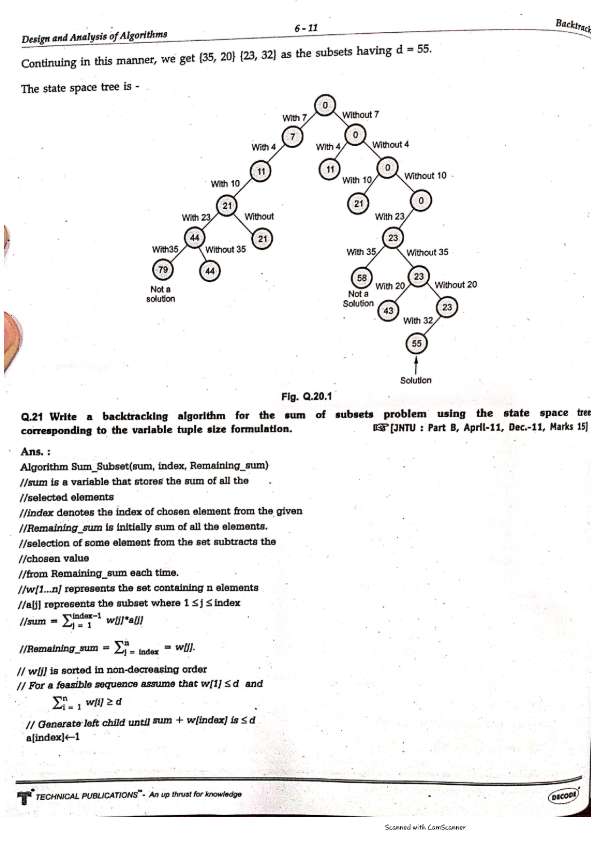 Design and Analysis of Algorithms
6 - 11
Backtrack
Continuing in this manner, we get {35, 20} {23, 32} as the subsets having d = 55.
The state space tree is -
0
With 7
Without 7
7
0
With 4
With 4
Without 4
11
11
0
With 10
With 10
Without 10
21
21
0
With 23
Without
With 23
44
21
23
With35
Without 35
With 35
Without 35
79
44
58
23
Not a
solution
Not a
Solution
With 20
Without 20
43
23
With 32
55
Solution
Fig. Q.20.1
Q.21 Write a backtracking algorithm for the sum of subsets problem using the state space tree
corresponding to the variable tuple size formulation.
[JNTU : Part B, April-11, Dec.-11, Marks 15]
Ans. :
Algorithm Sum_Subset(sum, index, Remaining_sum)
//sum is a variable that stores the sum of all the
//selected elements
//index denotes the index of chosen element from the given
//Remaining_sum is initially sum of all the elements.
//selection of some element from the set subtracts the
//chosen value
//from Remaining_sum each time.
//w[1...n] represents the set containing n elements
//a[j] represents the subset where 1 ≤ j ≤ index
//sum = ∑ index-1 j = 1 w[j]*a[j]
//Remaining_sum = ∑ n j = index = w[j].
// w[j] is sorted in non-decreasing order
// For a feasible sequence assume that w[1] ≤ d and
∑ n i = 1 w[i] ≥ d
// Generate left child until sum + w[index] is ≤ d
a[index]←1
TECHNICAL PUBLICATIONS™ - An up thrust for knowledge
DECODE
Scanned with CamScanner